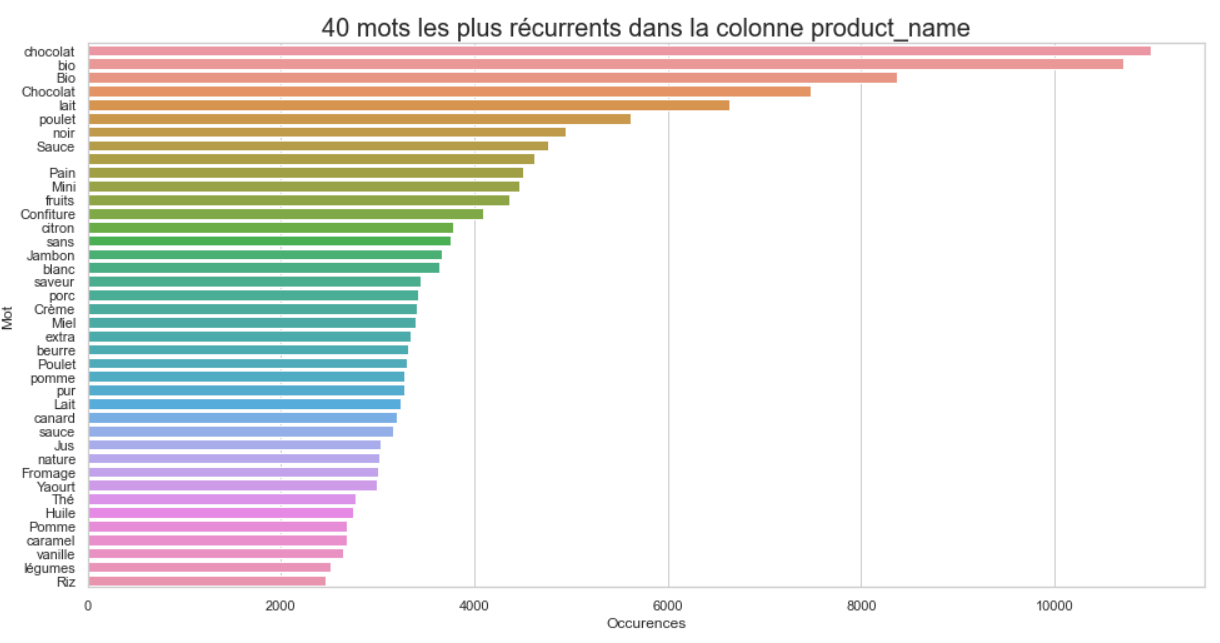 40 mots les plus récurrents dans la colonne product_name
chocolat
bio
Bio
Chocolat
lait
poulet
noir
Sauce
Pain
Mini
fruits
Confiture
citron
sans
Jambon
blanc
saveur
porc
Crème
Miel
extra
beurre
Poulet
pomme
pur
Lait
canard
sauce
Jus
nature
Fromage
Yaourt
Thé
Huile
Pomme
caramel
vanille
légumes
Riz
Mot
0 2000 4000 6000 8000 10000
Occurences